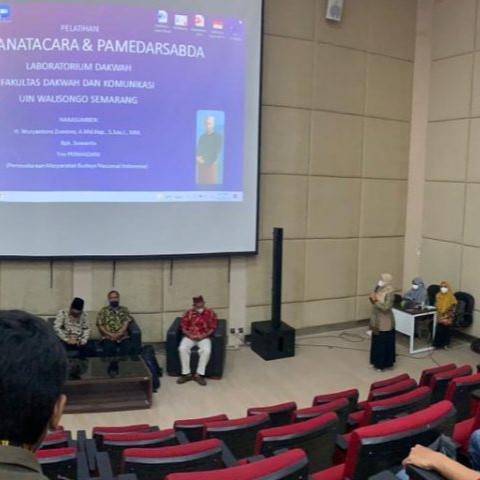 PELATIHAN
ANATACARA & PAMEDARSABDA
LABORATORIUM DAKWAH
FAKULTAS DAKWAH DAN KOMUNIKASI
UIN WALISONGO SEMARANG
NARASUMBER:
Bpk. Suwarto
Tim PERMADANI
(Persaudaraan Masyarakat Budaya Nasional Indonesia)